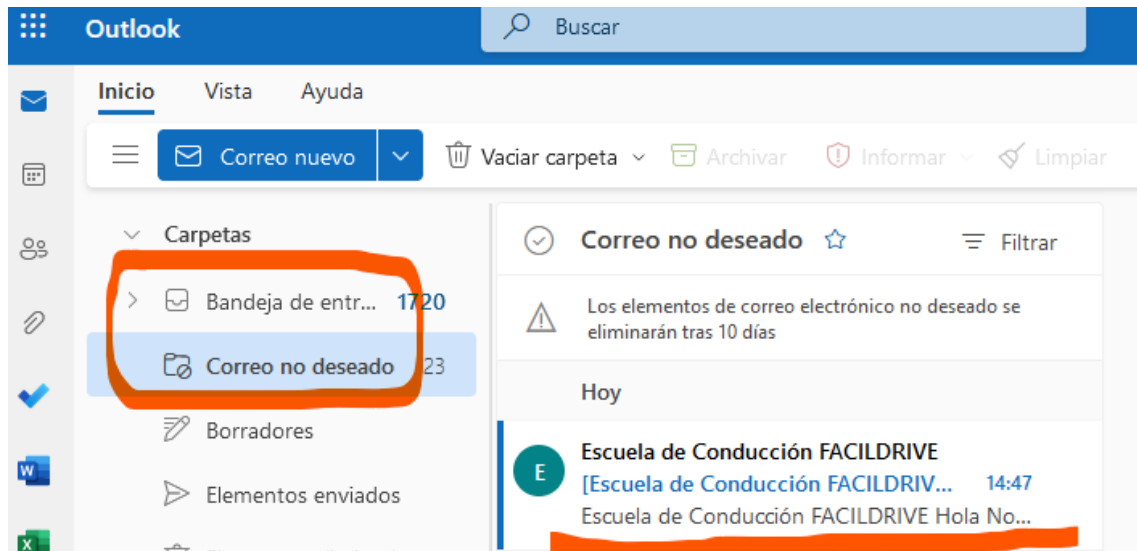 Outlook
Buscar
Inicio Vista Ayuda
Correo nuevo Vaciar carpeta Archivar Informar Limpiar
Carpetas
Bandeja de entr... 1720
Correo no deseado 23
Borradores
Elementos enviados
Correo no deseado Filtrar
Los elementos de correo electrónico no deseado se
eliminarán tras 10 días
Hoy
E
Escuela de Conducción FACILDRIVE
[Escuela de Conducción FACILDRIV... 14:47
Escuela de Conducción FACILDRIVE Hola No...